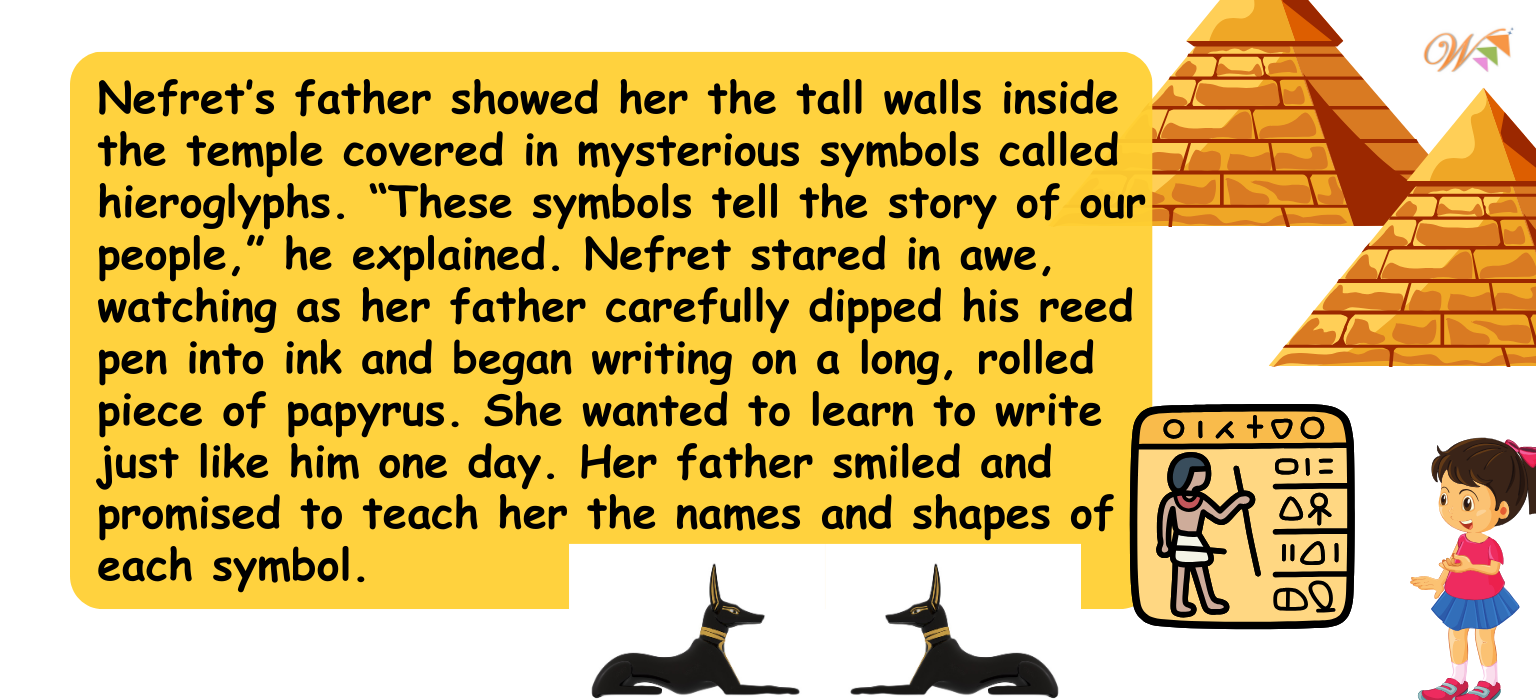 Nefret’s father showed her the tall walls inside
the temple covered in mysterious symbols called
hieroglyphs. “These symbols tell the story of our
people,” he explained. Nefret stared in awe,
watching as her father carefully dipped his reed
pen into ink and began writing on a long, rolled
piece of papyrus. She wanted to learn to write
just like him one day. Her father smiled and
promised to teach her the names and shapes of
each symbol.
W